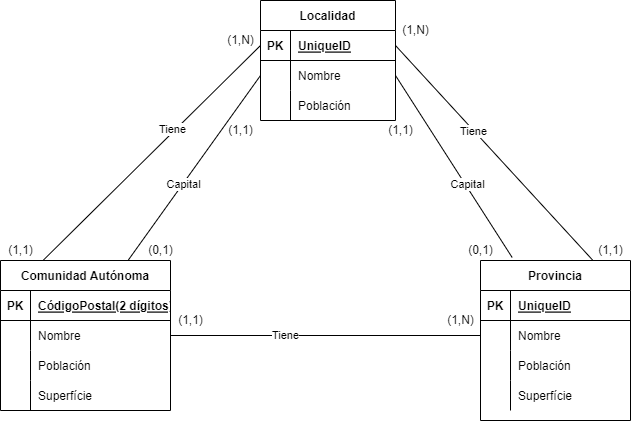 Localidad
(1,N)
(1,N)
PK UniqueID
Nombre
Población
Tiene
(1,1)
(1,1)
Tiene
Capital
Capital
(1,1)
(0,1)
(0,1)
(1,1)
Comunidad Autónoma
Provincia
PK CódigoPostal(2 dígitos)
PK UniqueID
(1,1)
(1,N)
Nombre
Tiene
Nombre
Población
Población
Superfície
Superfície